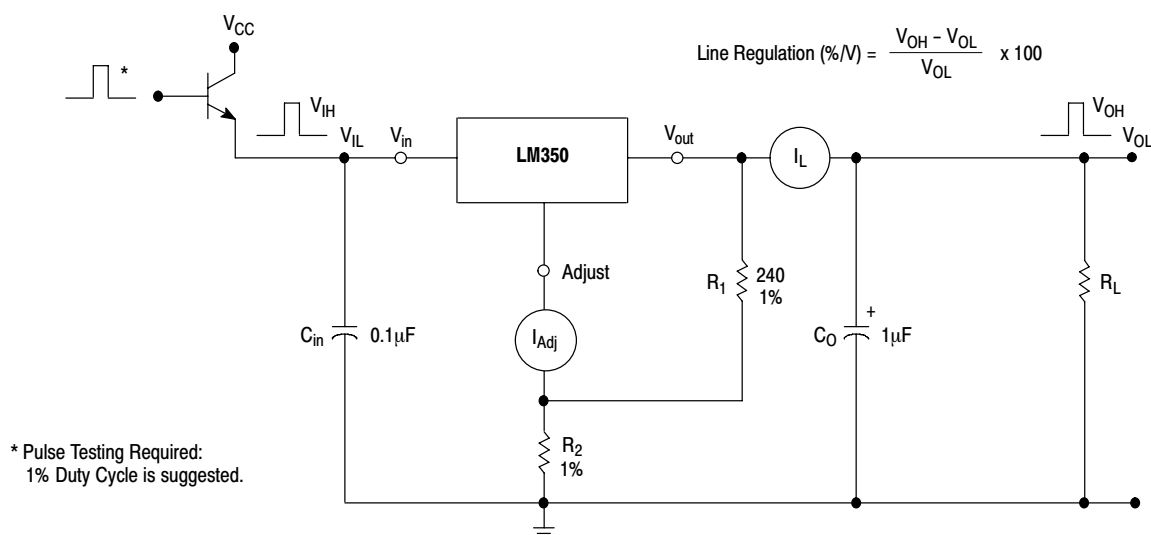 V_CC
*
V_IH
V_IL
V_in
LM350
V_out
I_L
Line Regulation (%/V) = (V_OH – V_OL) / V_OL x 100
V_OH
V_OL
Adjust
I_Adj
R_1
240
1%
R_L
C_in
0.1μF
C_O
+
1μF
R_2
1%
* Pulse Testing Required:
1% Duty Cycle is suggested.